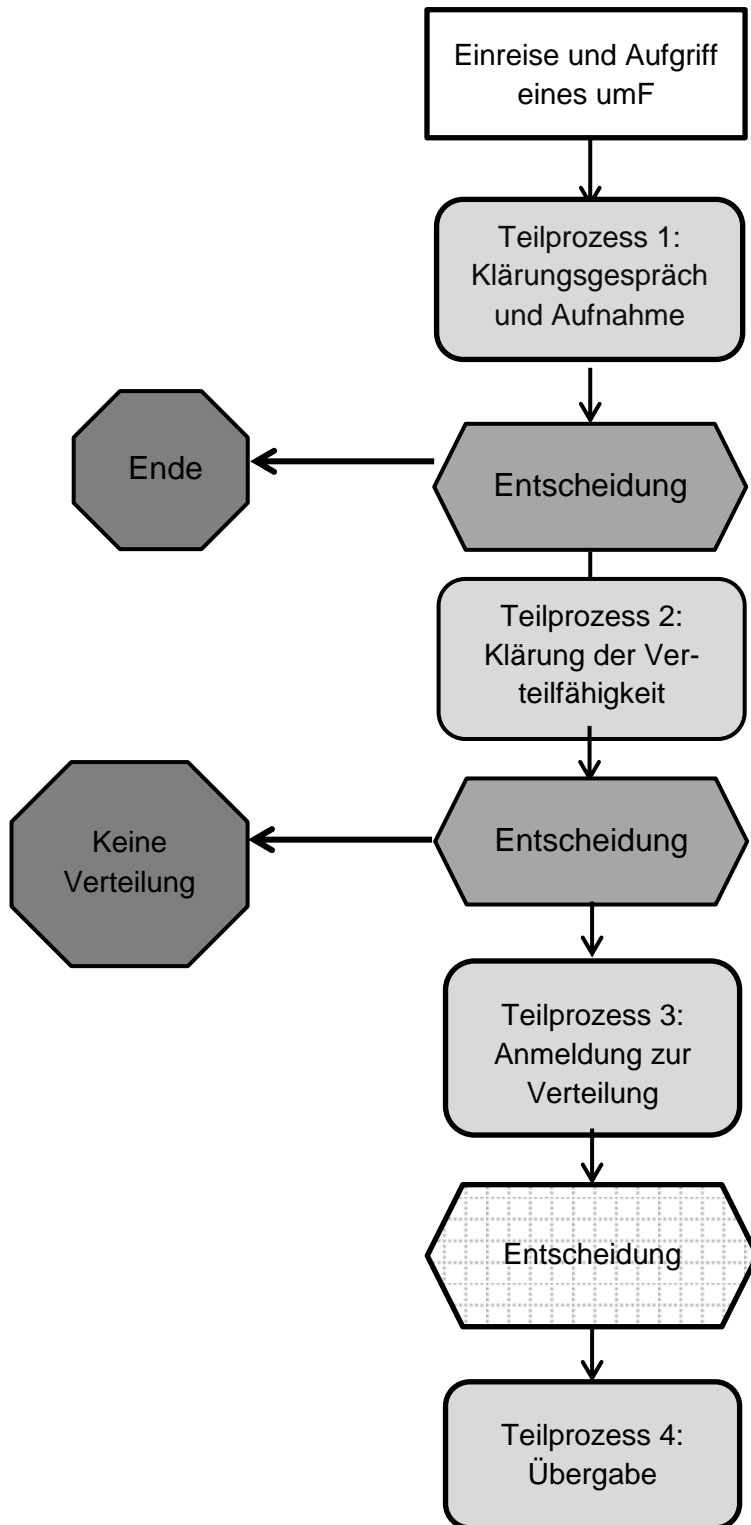 Einreise und Aufgriff
eines umF
Teilprozess 1:
Klärungsgespräch
und Aufnahme
Ende
Entscheidung
Teilprozess 2:
Klärung der Ver-
teilfähigkeit
Keine
Verteilung
Entscheidung
Teilprozess 3:
Anmeldung zur
Verteilung
Entscheidung
Teilprozess 4:
Übergabe